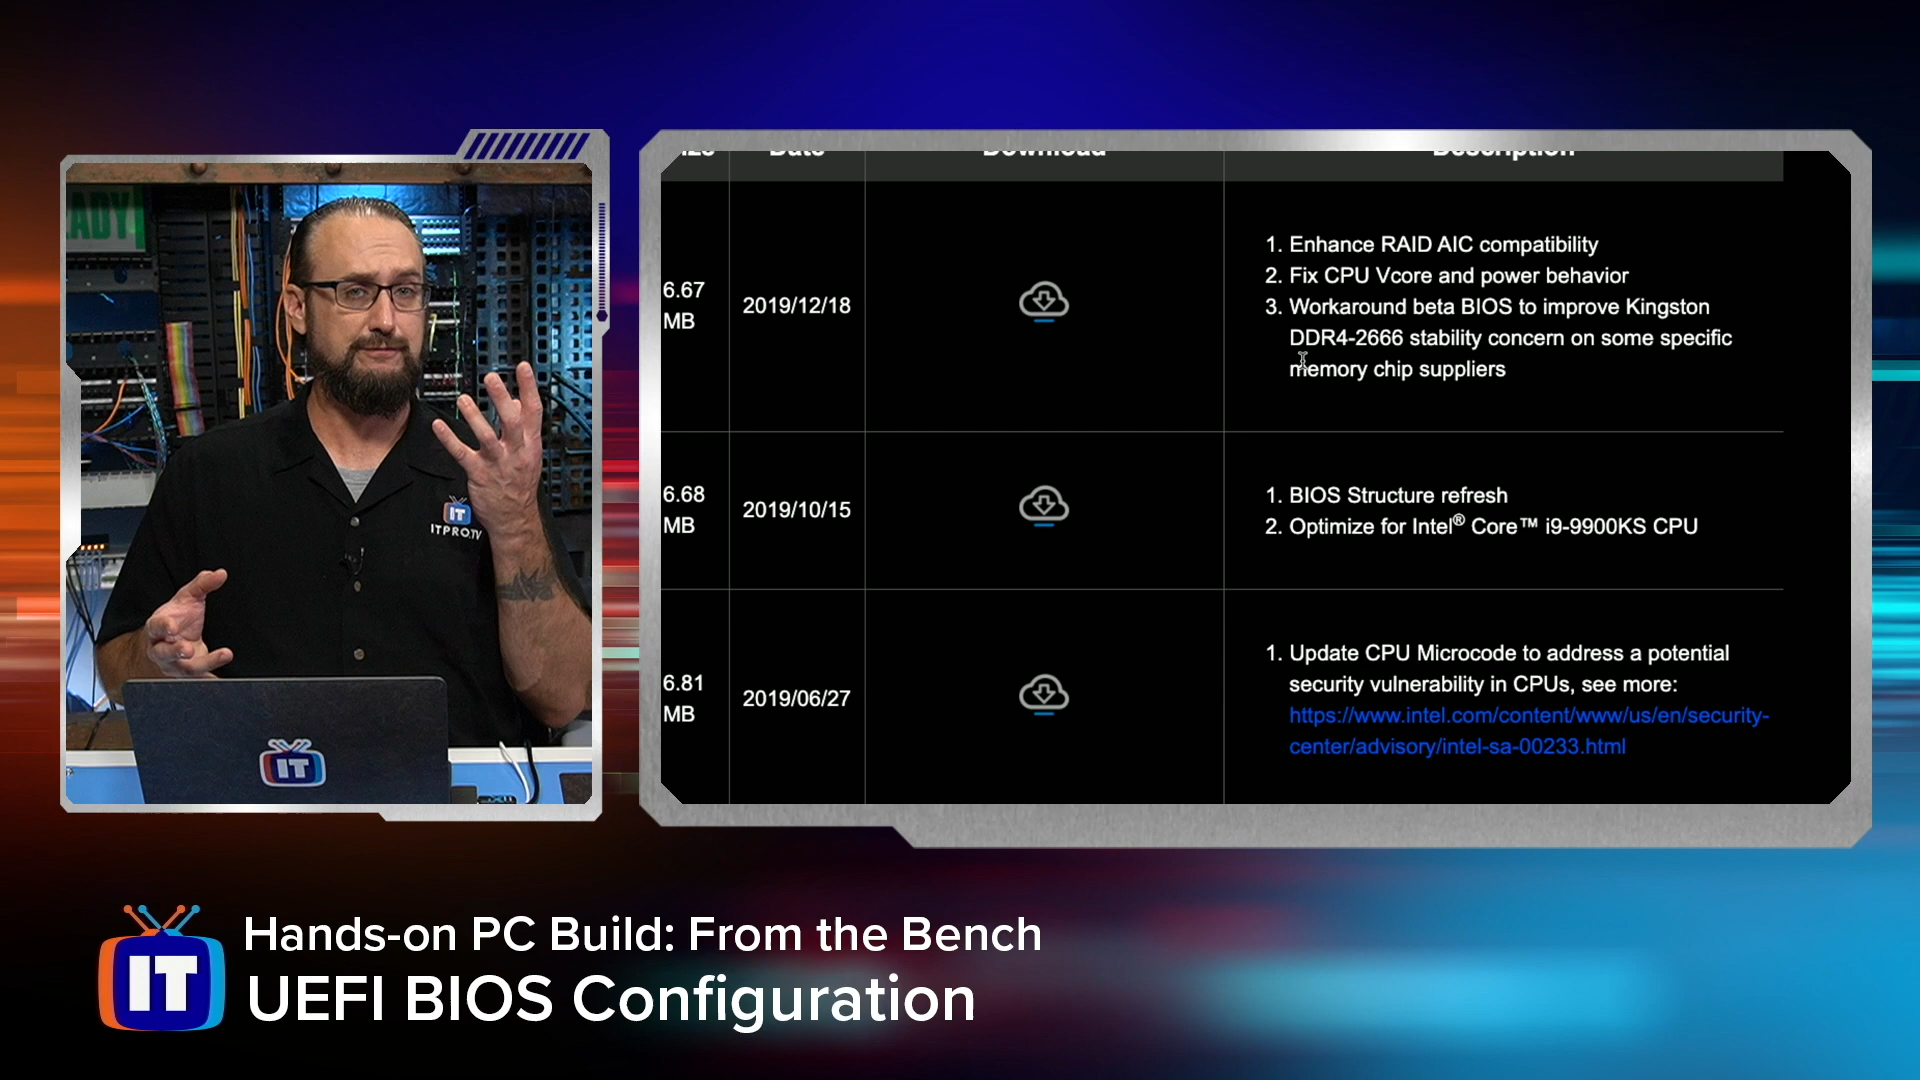 ADY
IT
ITPRO.TV
IT
Date
Download
Description
6.67
MB
2019/12/18
1. Enhance RAID AIC compatibility
2. Fix CPU Vcore and power behavior
3. Workaround beta BIOS to improve Kingston
DDR4-2666 stability concern on some specific
memory chip suppliers
6.68
MB
2019/10/15
1. BIOS Structure refresh
2. Optimize for Intel® Core™ i9-9900KS CPU
6.81
MB
2019/06/27
1. Update CPU Microcode to address a potential
security vulnerability in CPUs, see more:
https://www.intel.com/content/www/us/en/security-
center/advisory/intel-sa-00233.html
IT
Hands-on PC Build: From the Bench
UEFI BIOS Configuration